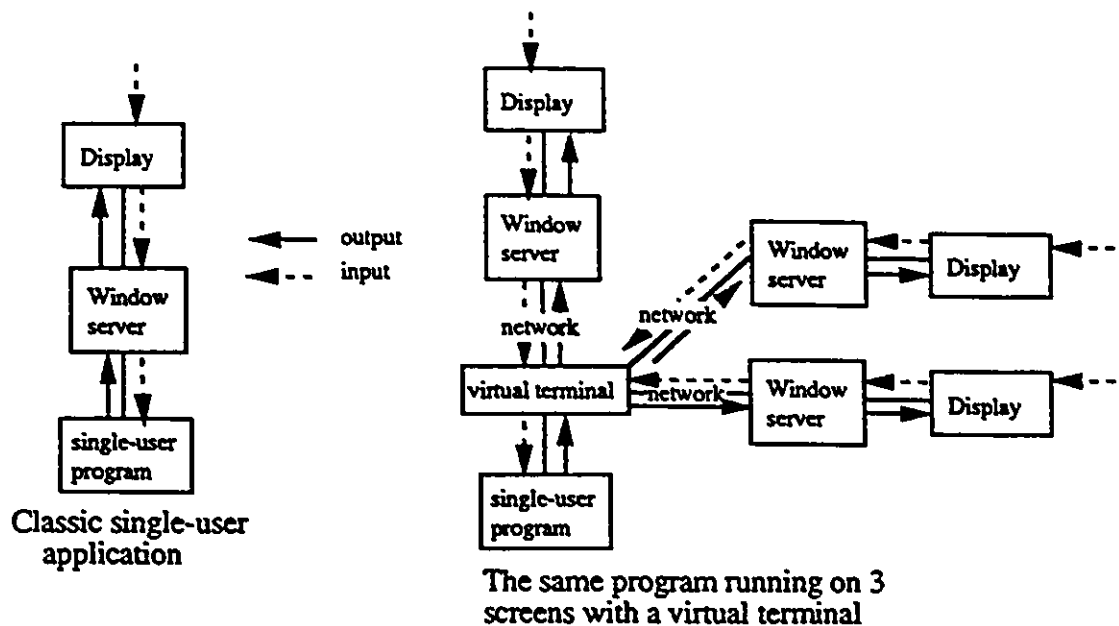 Display
Window
server
single-user
program
Classic single-user
application
output
input
Display
Window
server
network
virtual terminal
single-user
program
network
Window
server
Display
network
Window
server
Display
The same program running on 3
screens with a virtual terminal